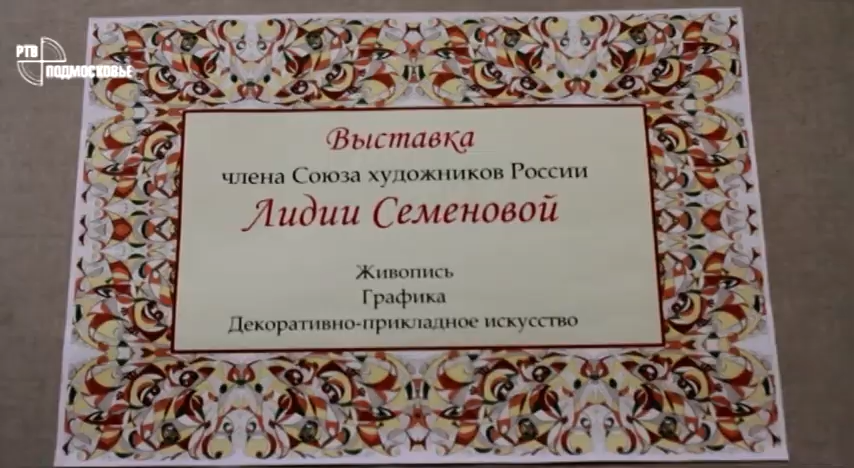 РТВ
ПОДМОСКОВЬЕ
Выставка
члена Союза художников России
Лидии Семеновой
Живопись
Графика
Декоративно-прикладное искусство